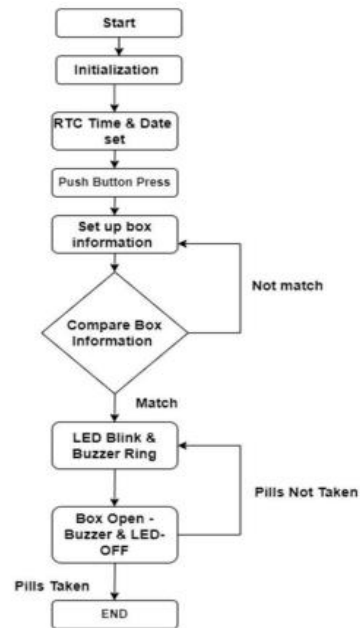 Start
Initialization
RTC Time & Date
set
Push Button Press
Set up box
information
Not match
Compare Box
Information
Match
LED Blink &
Buzzer Ring
Pills Not Taken
Box Open -
Buzzer & LED-
OFF
Pills Taken
END